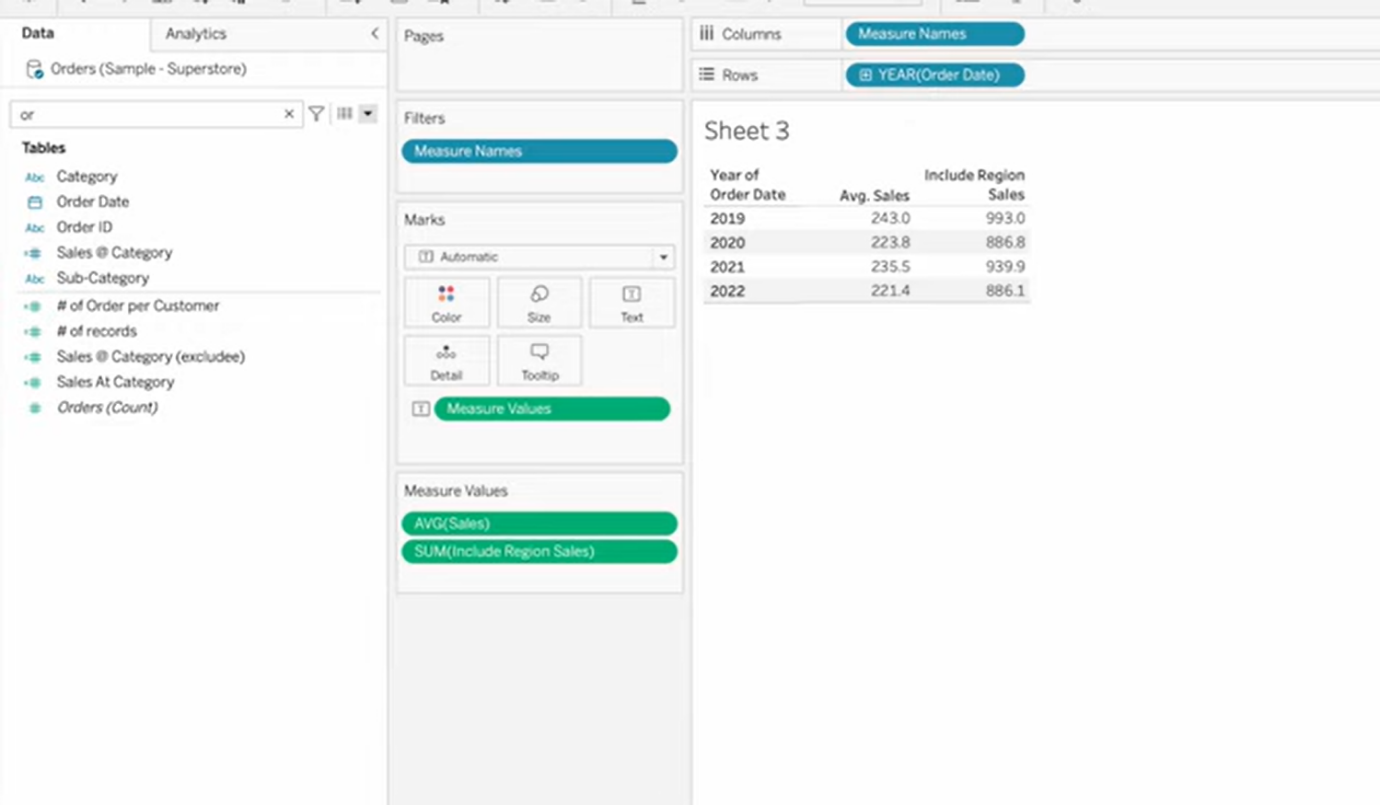 Data
Analytics
Orders (Sample - Superstore)
or
Tables
Abc Category
Order Date
Abc Order ID
Sales @ Category
Abc Sub-Category
# of Order per Customer
# of records
Sales @ Category (excludee)
Sales At Category
Orders (Count)
Pages
Filters
Measure Names
Marks
Automatic
Color Size Text
Detail Tooltip
Measure Values
Measure Values
AVG(Sales)
SUM(Include Region Sales)
Columns Measure Names
Rows YEAR(Order Date)
Sheet 3
Year of Include Region
Order Date Avg. Sales Sales
2019 243.0 993.0
2020 223.8 886.8
2021 235.5 939.9
2022 221.4 886.1